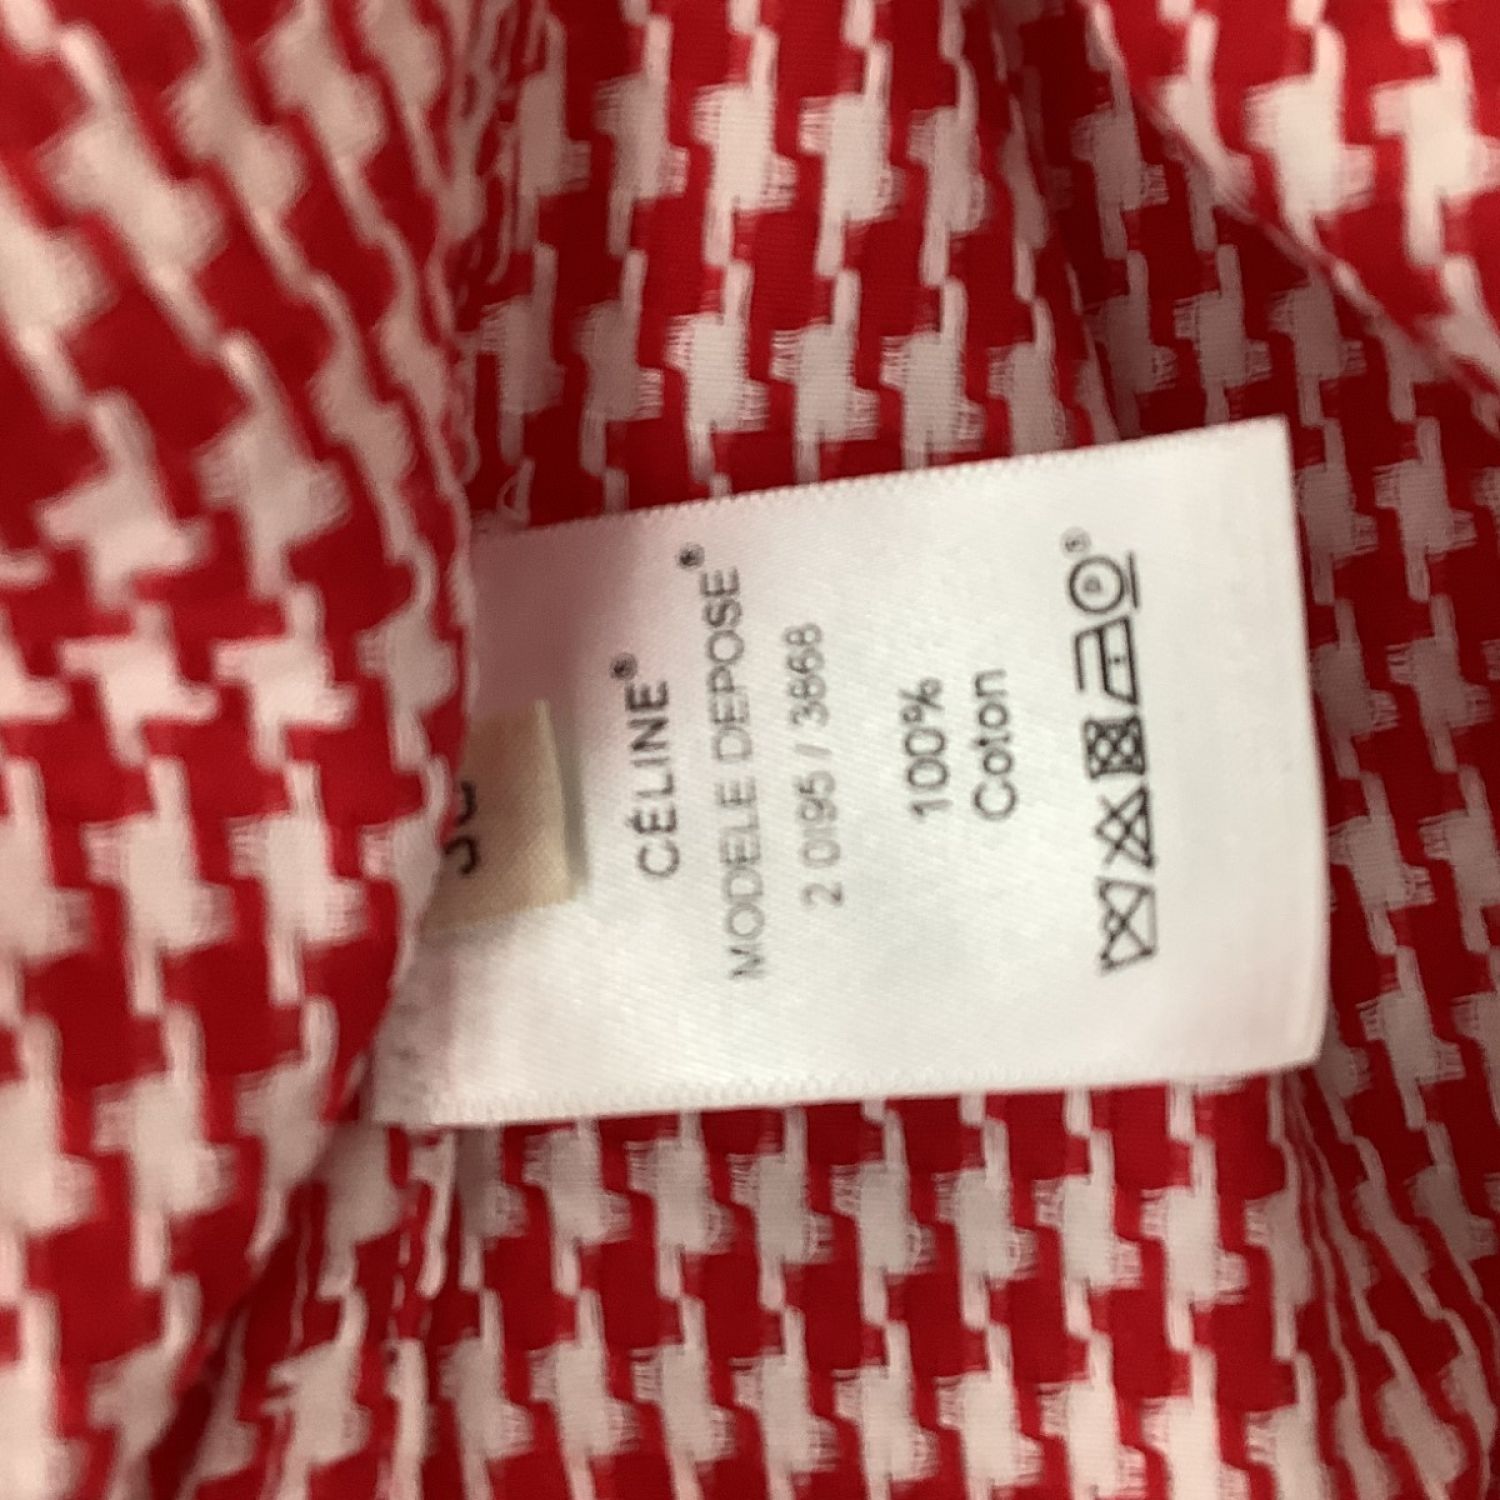 CÉLINE®
MODELE DEPOSE®
2 0195 / 3868
100%
Coton